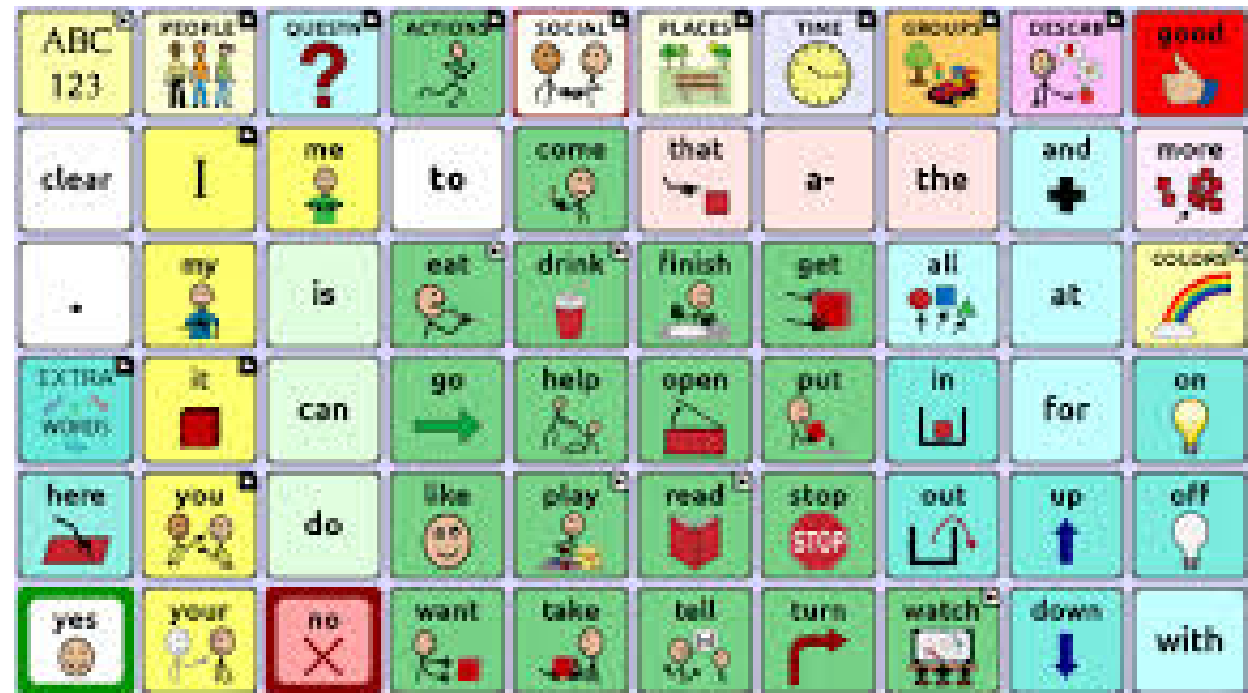 ABC
123
PEOPLE
QUESTN
ACTIONS
SOCIAL
PLACES
TIME
GROUPS
DESCRB
good
clear
I
me
to
come
that
a-
the
and
more
.
my
is
eat
drink
finish
get
all
at
COLORS
EXTRA
WORDS
it
can
go
help
open
put
in
for
on
here
you
do
like
play
read
stop
STOP
out
up
off
yes
your
no
want
take
tell
turn
watch
down
with